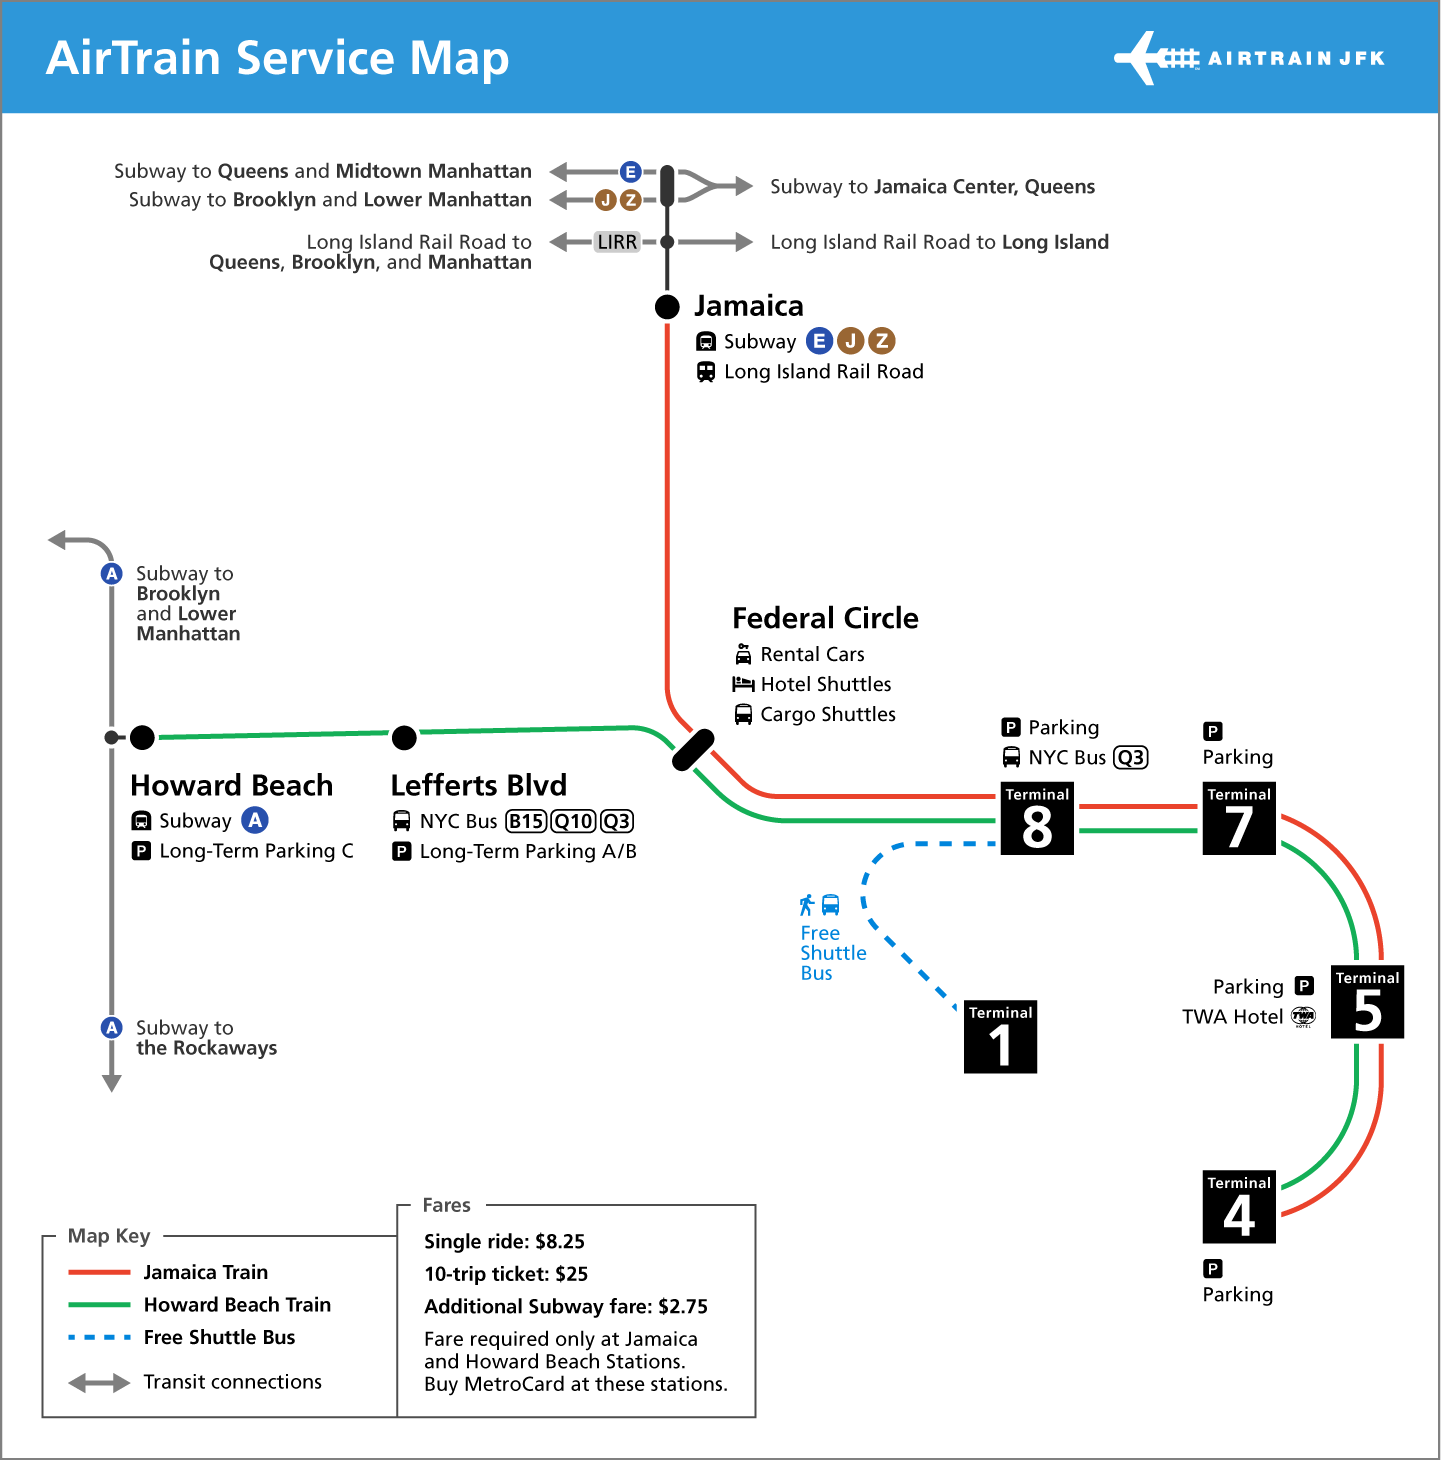 AirTrain Service Map
AIRTRAIN JFK
Subway to Queens and Midtown Manhattan
E
Subway to Brooklyn and Lower Manhattan
J Z
Subway to Jamaica Center, Queens
Long Island Rail Road to
Queens, Brooklyn, and Manhattan
LIRR
Long Island Rail Road to Long Island
Jamaica
Subway E J Z
Long Island Rail Road
A
Subway to
Brooklyn
and Lower
Manhattan
Federal Circle
Rental Cars
Hotel Shuttles
Cargo Shuttles
Howard Beach
Subway A
P Long-Term Parking C
Lefferts Blvd
NYC Bus B15 Q10 Q3
P Long-Term Parking A/B
P Parking
NYC Bus Q3
Terminal
8
P
Parking
Terminal
7
Free
Shuttle
Bus
Terminal
1
Parking P
TWA Hotel TWA HOTEL
Terminal
5
A
Subway to
the Rockaways
Terminal
4
P
Parking
Map Key
Jamaica Train
Howard Beach Train
Free Shuttle Bus
Transit connections
Fares
Single ride: $8.25
10-trip ticket: $25
Additional Subway fare: $2.75
Fare required only at Jamaica
and Howard Beach Stations.
Buy MetroCard at these stations.